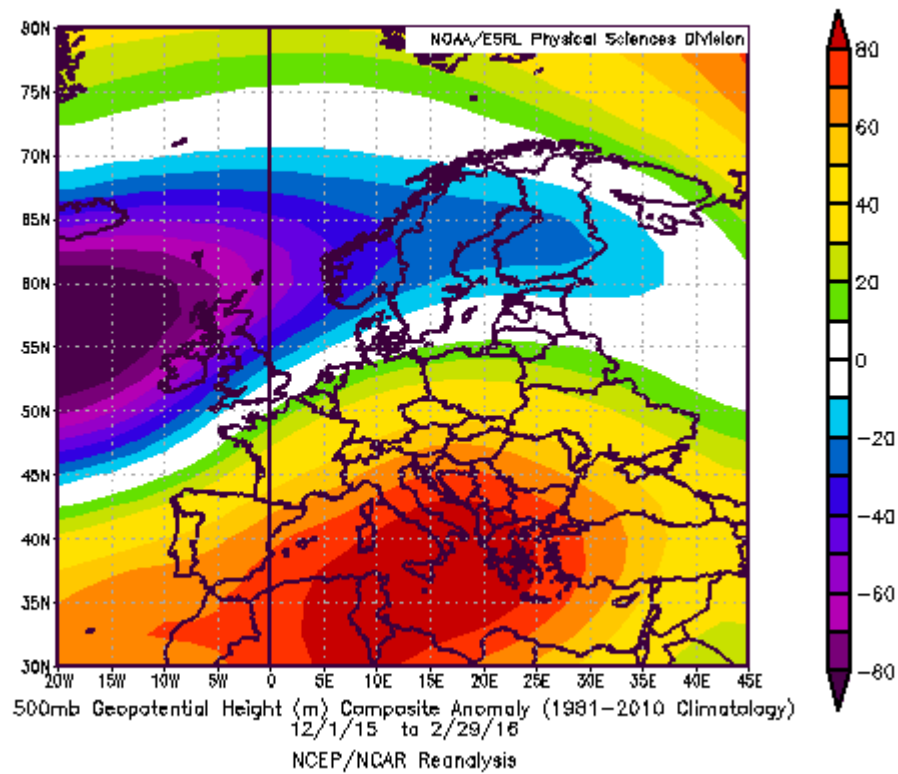 80N NOAA/ESRL Physical Sciences Division
80
75N
60
70N
40
65N
20
60N
0
55N
50N
-20
45N
-40
40N
-60
35N
-80
30N
20W 15W 10W 5W 0 5E 10E 15E 20E 25E 30E 35E 40E 45E
500mb Geopotential Height (m) Composite Anomaly (1981-2010 Climatology)
12/1/15 to 2/29/16
NCEP/NCAR Reanalysis